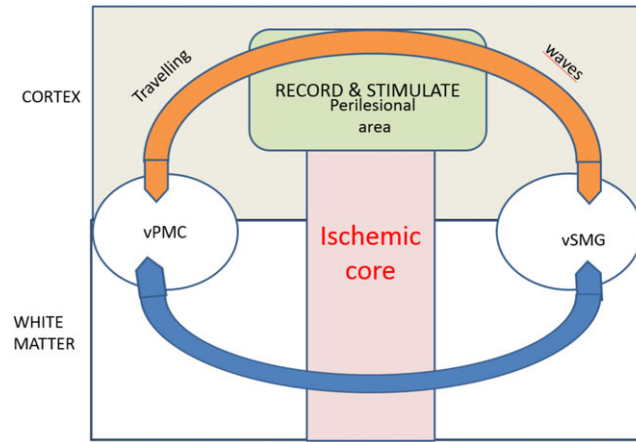 Travelling
waves
CORTEX
RECORD & STIMULATE
Perilesional
area
vPMC
Ischemic
core
vSMG
WHITE
MATTER